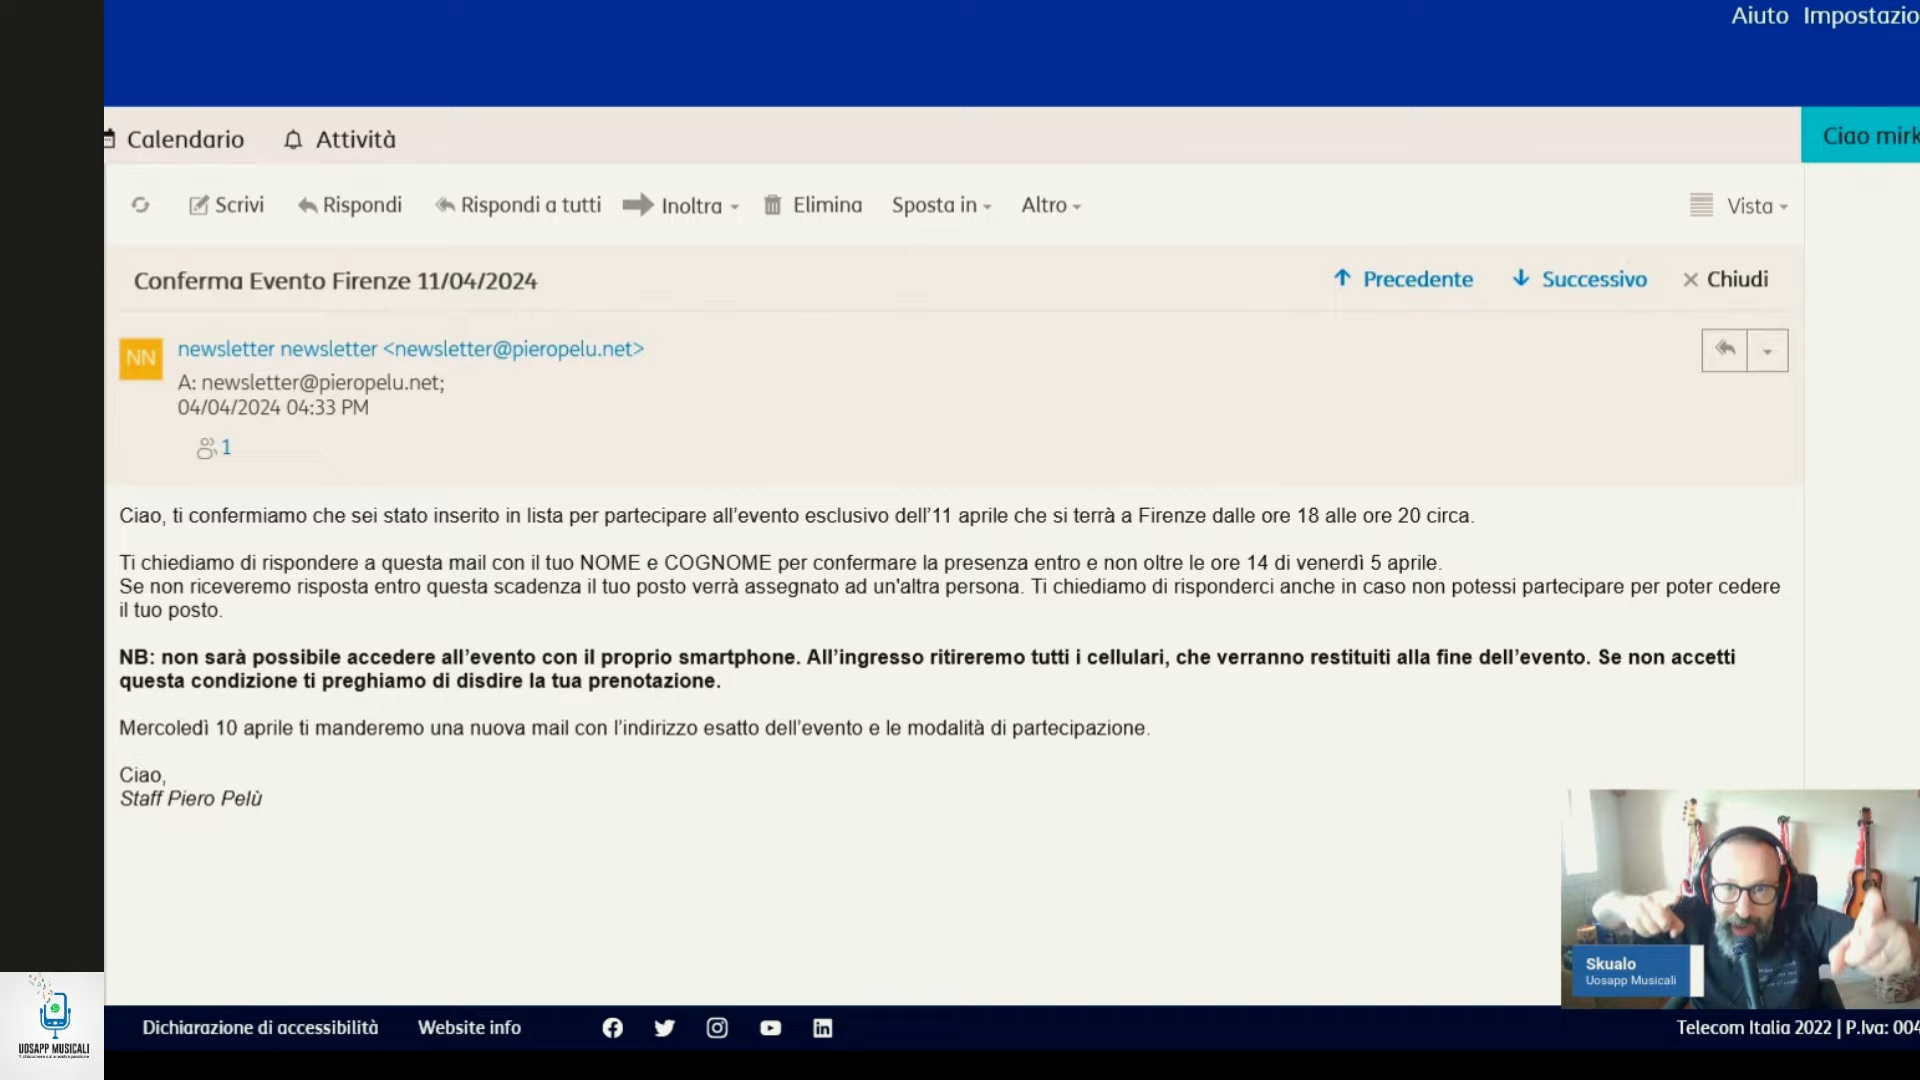 Aiuto Impostazio
Calendario Attività
Ciao mirk
Scrivi Rispondi Rispondi a tutti Inoltra Elimina Sposta in Altro Vista
Conferma Evento Firenze 11/04/2024
Precedente Successivo Chiudi
NN
newsletter newsletter <newsletter@pieropelu.net>
A: newsletter@pieropelu.net;
04/04/2024 04:33 PM
1
Ciao, ti confermiamo che sei stato inserito in lista per partecipare all’evento esclusivo dell’11 aprile che si terrà a Firenze dalle ore 18 alle ore 20 circa.
Ti chiediamo di rispondere a questa mail con il tuo NOME e COGNOME per confermare la presenza entro e non oltre le ore 14 di venerdì 5 aprile.
Se non riceveremo risposta entro questa scadenza il tuo posto verrà assegnato ad un'altra persona. Ti chiediamo di risponderci anche in caso non potessi partecipare per poter cedere
il tuo posto.
NB: non sarà possibile accedere all’evento con il proprio smartphone. All’ingresso ritireremo tutti i cellulari, che verranno restituiti alla fine dell’evento. Se non accetti
questa condizione ti preghiamo di disdire la tua prenotazione.
Mercoledì 10 aprile ti manderemo una nuova mail con l’indirizzo esatto dell’evento e le modalità di partecipazione.
Ciao,
Staff Piero Pelù
Skualo
Uosapp Musicali
UOSAPP MUSICALI
Dichiarazione di accessibilità Website info
Telecom Italia 2022 | P.Iva: 004